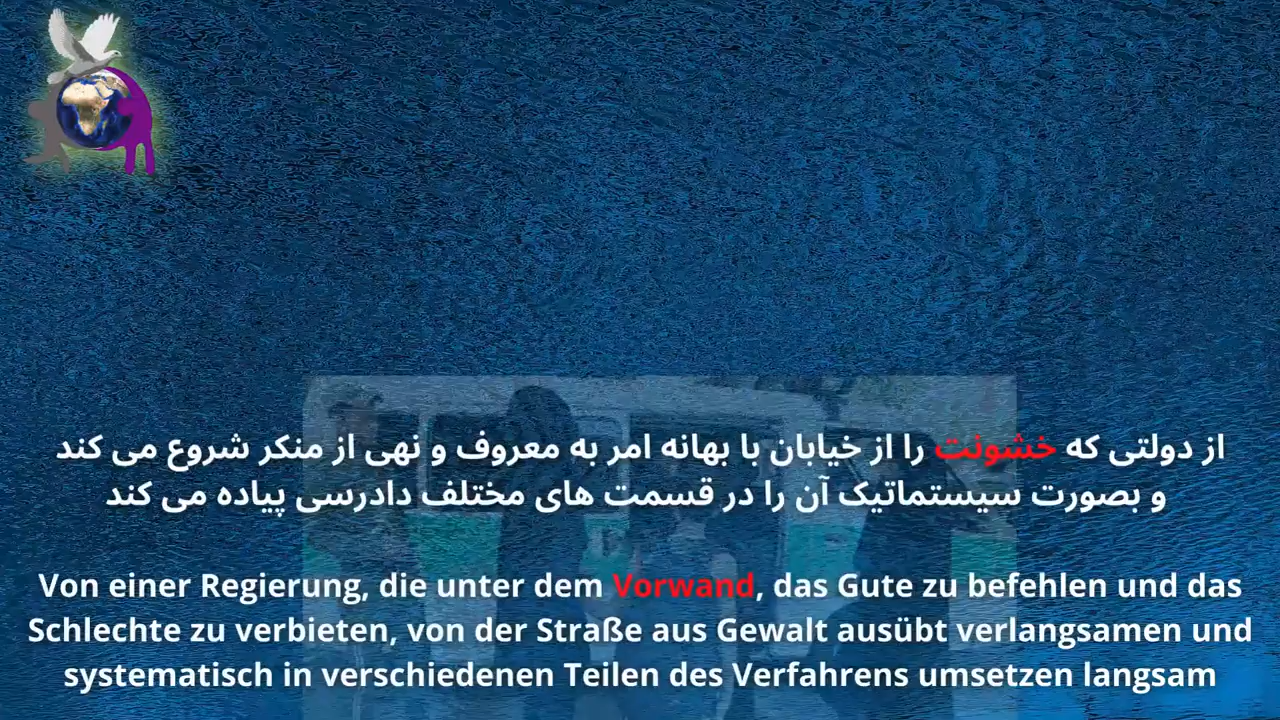 از دولتی که خشونت را از خیابان با بهانه امر به معروف و نهی از منکر شروع می کند
و بصورت سیستماتیک آن را در قسمت های مختلف دادرسی پیاده می کند
Von einer Regierung, die unter dem Vorwand, das Gute zu befehlen und das
Schlechte zu verbieten, von der Straße aus Gewalt ausübt verlangsamen und
systematisch in verschiedenen Teilen des Verfahrens umsetzen langsam